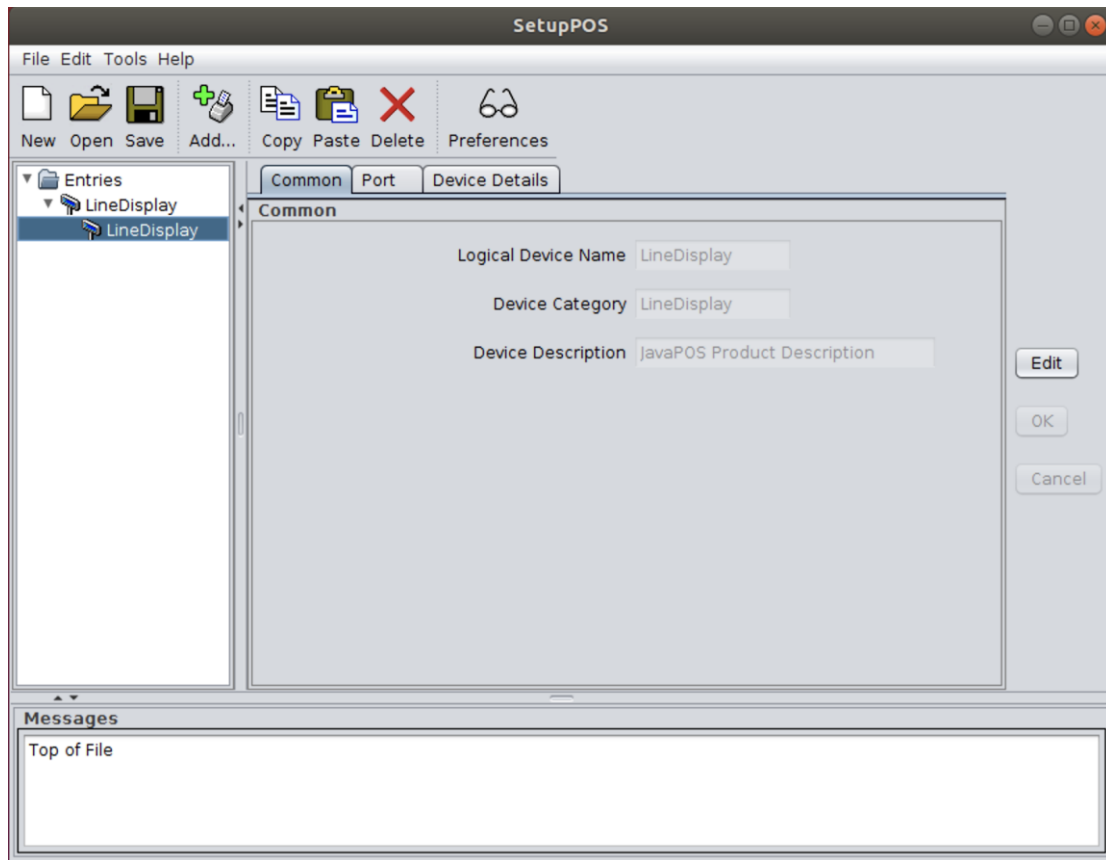 SetupPOS
File Edit Tools Help
New Open Save Add... Copy Paste Delete Preferences
Entries
LineDisplay
LineDisplay
Common Port Device Details
Common
Logical Device Name LineDisplay
Device Category LineDisplay
Device Description JavaPOS Product Description
Edit
OK
Cancel
Messages
Top of File